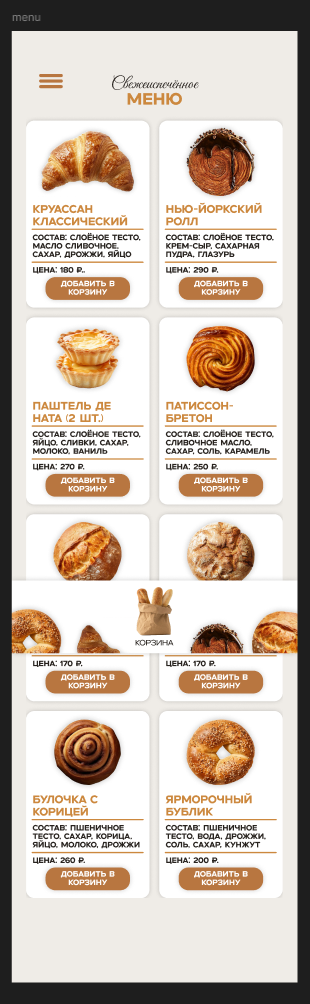 menu
Свежеиспечённое
МЕНЮ
КРУАССАН
КЛАССИЧЕСКИЙ
СОСТАВ: СЛОЁНОЕ ТЕСТО,
МАСЛО СЛИВОЧНОЕ,
САХАР, ДРОЖЖИ, ЯЙЦО
ЦЕНА: 180 ₽.
ДОБАВИТЬ В
КОРЗИНУ
НЬЮ-ЙОРКСКИЙ
РОЛЛ
СОСТАВ: СЛОЁНОЕ ТЕСТО,
КРЕМ-СЫР, САХАРНАЯ
ПУДРА, ГЛАЗУРЬ
ЦЕНА: 290 ₽.
ДОБАВИТЬ В
КОРЗИНУ
ПАШТЕЛЬ ДЕ
НАТА (2 ШТ.)
СОСТАВ: СЛОЁНОЕ ТЕСТО,
ЯЙЦО, СЛИВКИ, САХАР,
МОЛОКО, ВАНИЛЬ
ЦЕНА: 270 ₽.
ДОБАВИТЬ В
КОРЗИНУ
ПАТИССОН-
БРЕТОН
СОСТАВ: СЛОЁНОЕ ТЕСТО,
СЛИВОЧНОЕ МАСЛО,
САХАР, СОЛЬ, КАРАМЕЛЬ
ЦЕНА: 250 ₽.
ДОБАВИТЬ В
КОРЗИНУ
КОРЗИНА
ЦЕНА: 170 ₽.
ДОБАВИТЬ В
КОРЗИНУ
ЦЕНА: 170 ₽.
ДОБАВИТЬ В
КОРЗИНУ
БУЛОЧКА С
КОРИЦЕЙ
СОСТАВ: ПШЕНИЧНОЕ
ТЕСТО, САХАР, КОРИЦА,
ЯЙЦО, МОЛОКО, ДРОЖЖИ
ЦЕНА: 260 ₽.
ДОБАВИТЬ В
КОРЗИНУ
ЯРМОРОЧНЫЙ
БУБЛИК
СОСТАВ: ПШЕНИЧНОЕ
ТЕСТО, ВОДА, ДРОЖЖИ,
СОЛЬ, САХАР, КУНЖУТ
ЦЕНА: 200 ₽.
ДОБАВИТЬ В
КОРЗИНУ